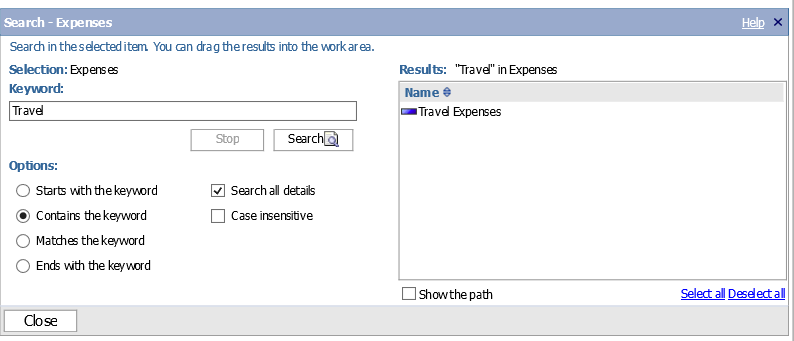 Search - Expenses
Help
Search in the selected item. You can drag the results into the work area.
Selection: Expenses
Keyword:
Travel
Stop
Search
Options:
Starts with the keyword
Search all details
Contains the keyword
Case insensitive
Matches the keyword
Ends with the keyword
Results: "Travel" in Expenses
Name
Travel Expenses
Show the path
Select all Deselect all
Close